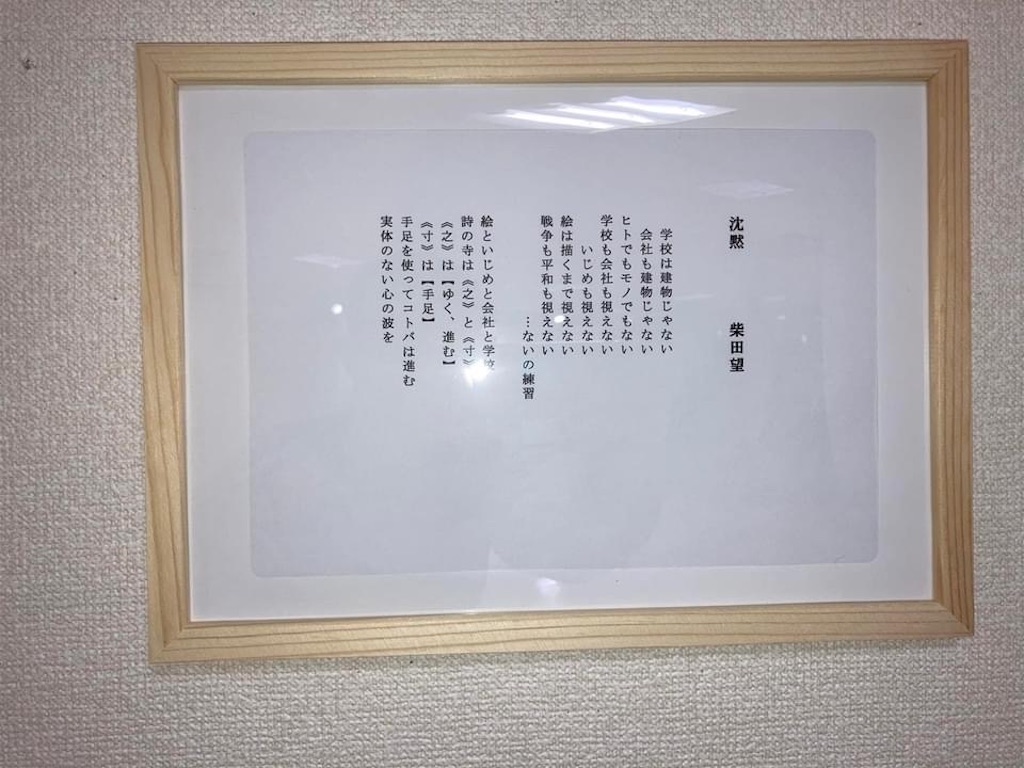 沈黙　　　柴田望
学校は建物じゃない
会社も建物じゃない
ヒトでもモノでもない
学校も会社も視えない
いじめも視えない
絵は描くまで視えない
戦争も平和も視えない
…ないの練習
絵といじめと会社と学校
詩の寺は《之》と《寸》
《之》は【ゆく、進む】
《寸》は【手足】
手足を使ってコトバは進む
実体のない心の波を